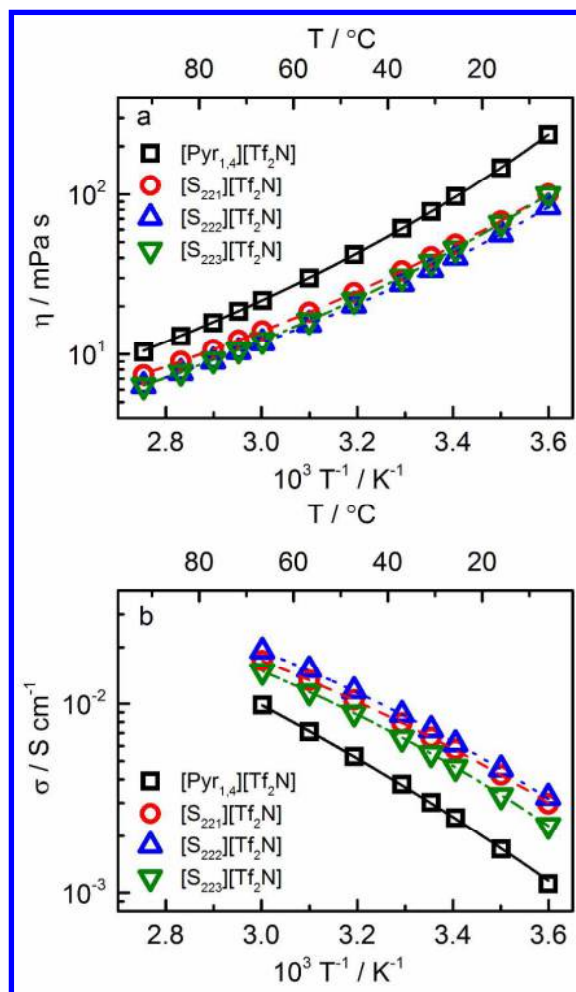 T / °C
80 60 40 20
a
[Pyr1,4][Tf2N]
[S221][Tf2N]
[S222][Tf2N]
[S223][Tf2N]
10²
10¹
η / mPa s
2.8 3.0 3.2 3.4 3.6
10³ T⁻¹ / K⁻¹
T / °C
80 60 40 20
b
10⁻²
σ / S cm⁻¹
[Pyr1,4][Tf2N]
[S221][Tf2N]
[S222][Tf2N]
[S223][Tf2N]
10⁻³
2.8 3.0 3.2 3.4 3.6
10³ T⁻¹ / K⁻¹